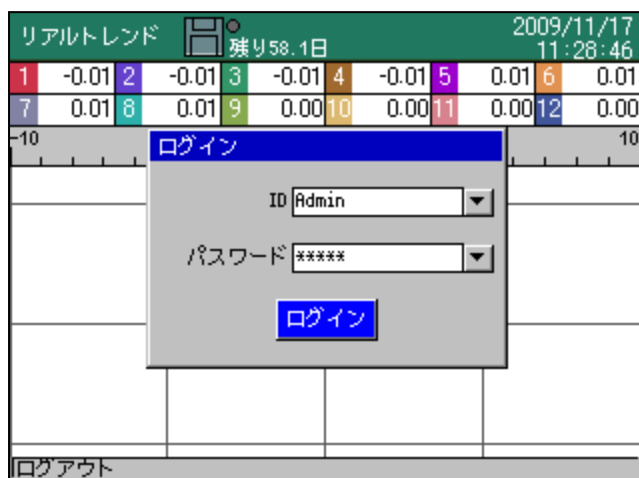 リアルトレンド 残り58.1日 2009/11/17
11:28:46
1 -0.01 2 -0.01 3 -0.01 4 -0.01 5 0.01 6 0.01
7 0.01 8 0.01 9 0.00 10 0.00 11 0.00 12 0.00
-10 10
ログイン
ID Admin
パスワード *****
ログイン
ログアウト